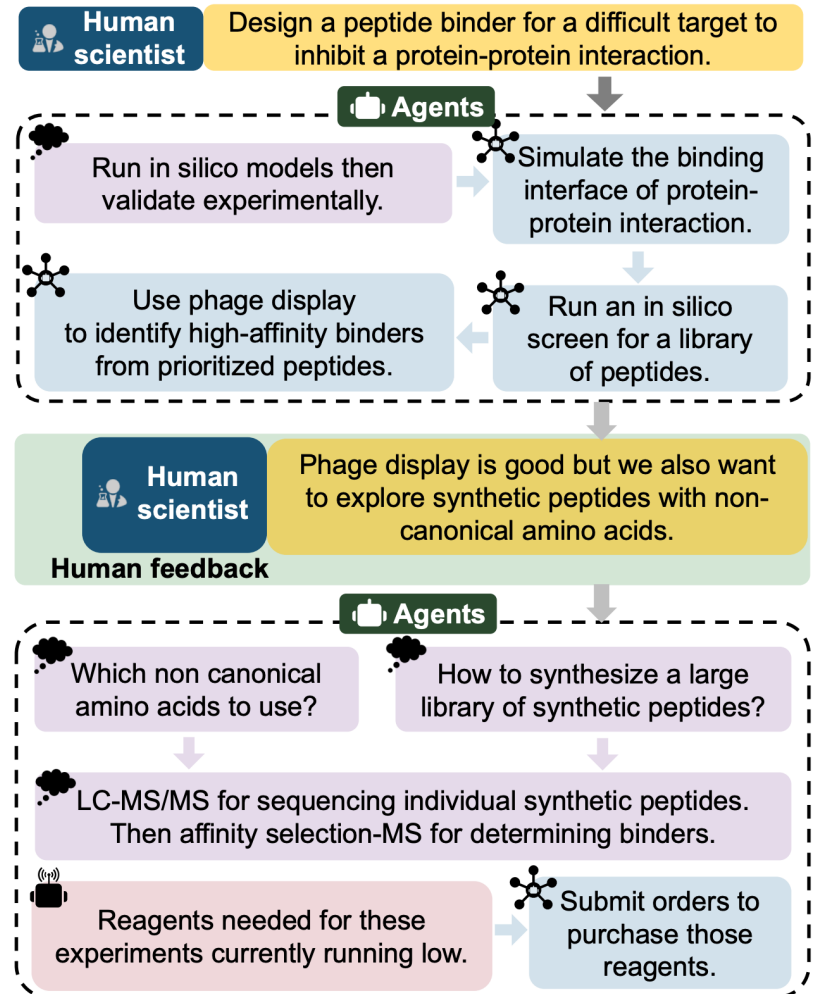 Human
scientist
Design a peptide binder for a difficult target to
inhibit a protein-protein interaction.
Agents
Run in silico models then
validate experimentally.
Simulate the binding
interface of protein-
protein interaction.
Use phage display
to identify high-affinity binders
from prioritized peptides.
Run an in silico
screen for a library
of peptides.
Human
scientist
Phage display is good but we also want
to explore synthetic peptides with non-
canonical amino acids.
Human feedback
Agents
Which non canonical
amino acids to use?
How to synthesize a large
library of synthetic peptides?
LC-MS/MS for sequencing individual synthetic peptides.
Then affinity selection-MS for determining binders.
Reagents needed for these
experiments currently running low.
Submit orders to
purchase those
reagents.